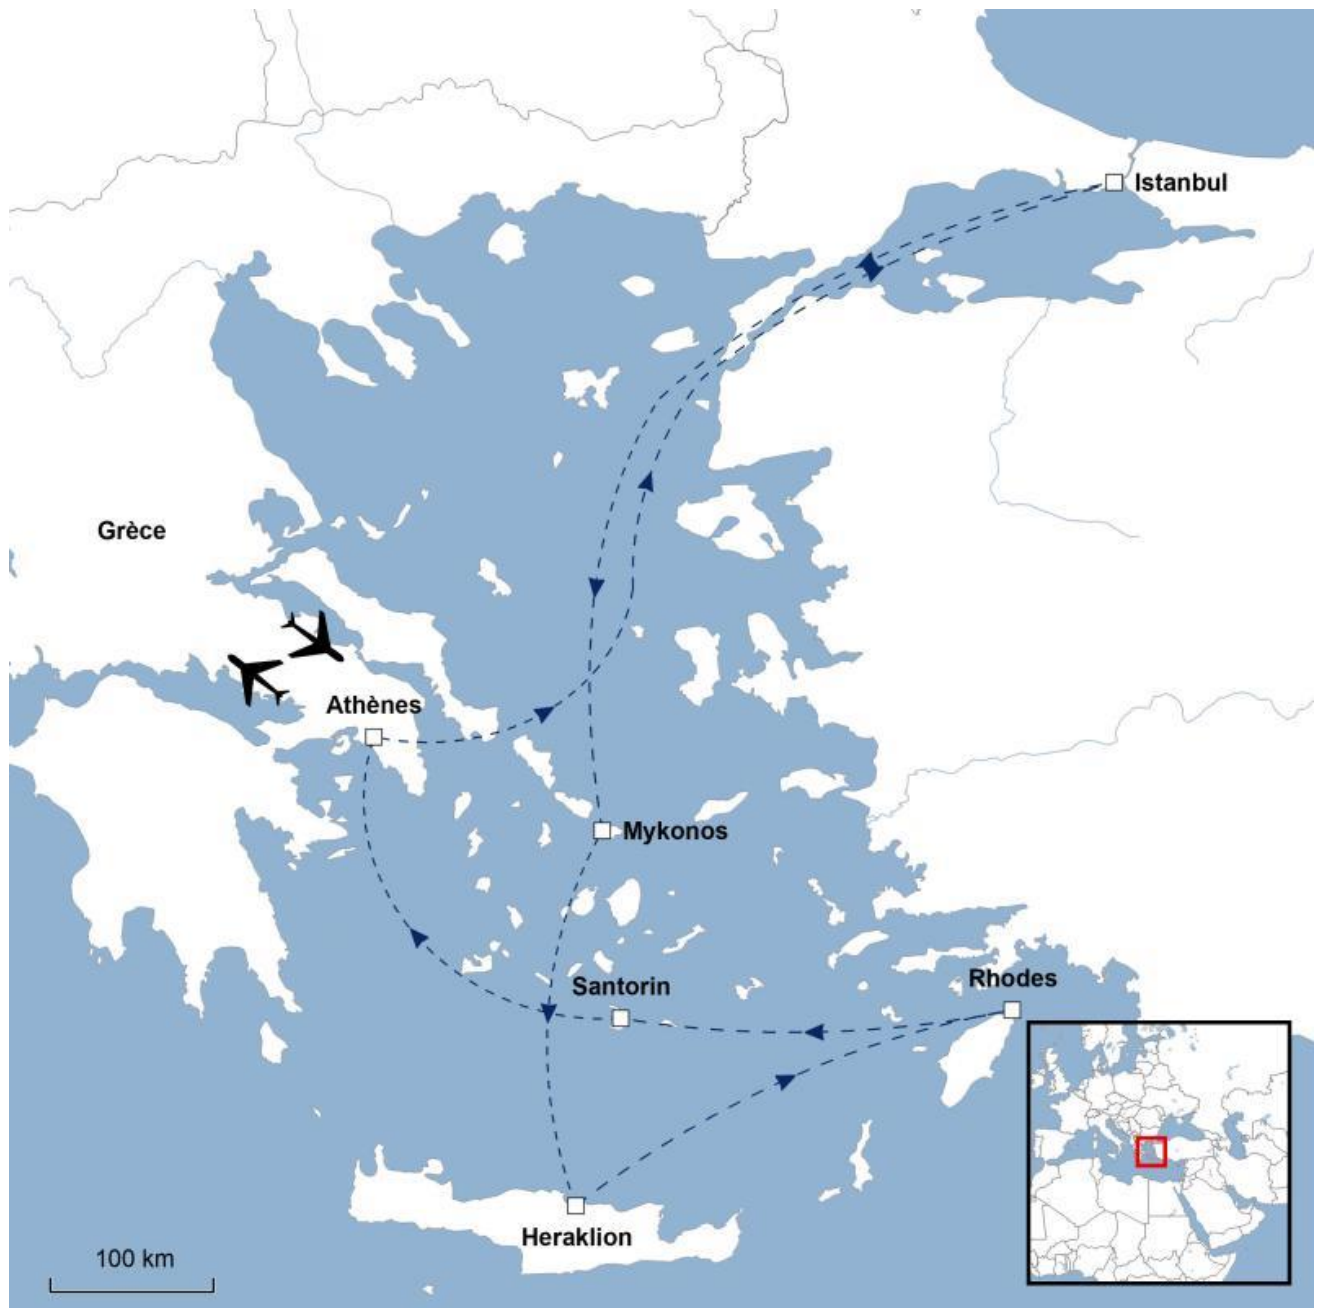 Istanbul
Grèce
Athènes
Mykonos
Rhodes
Santorin
Heraklion
100 km